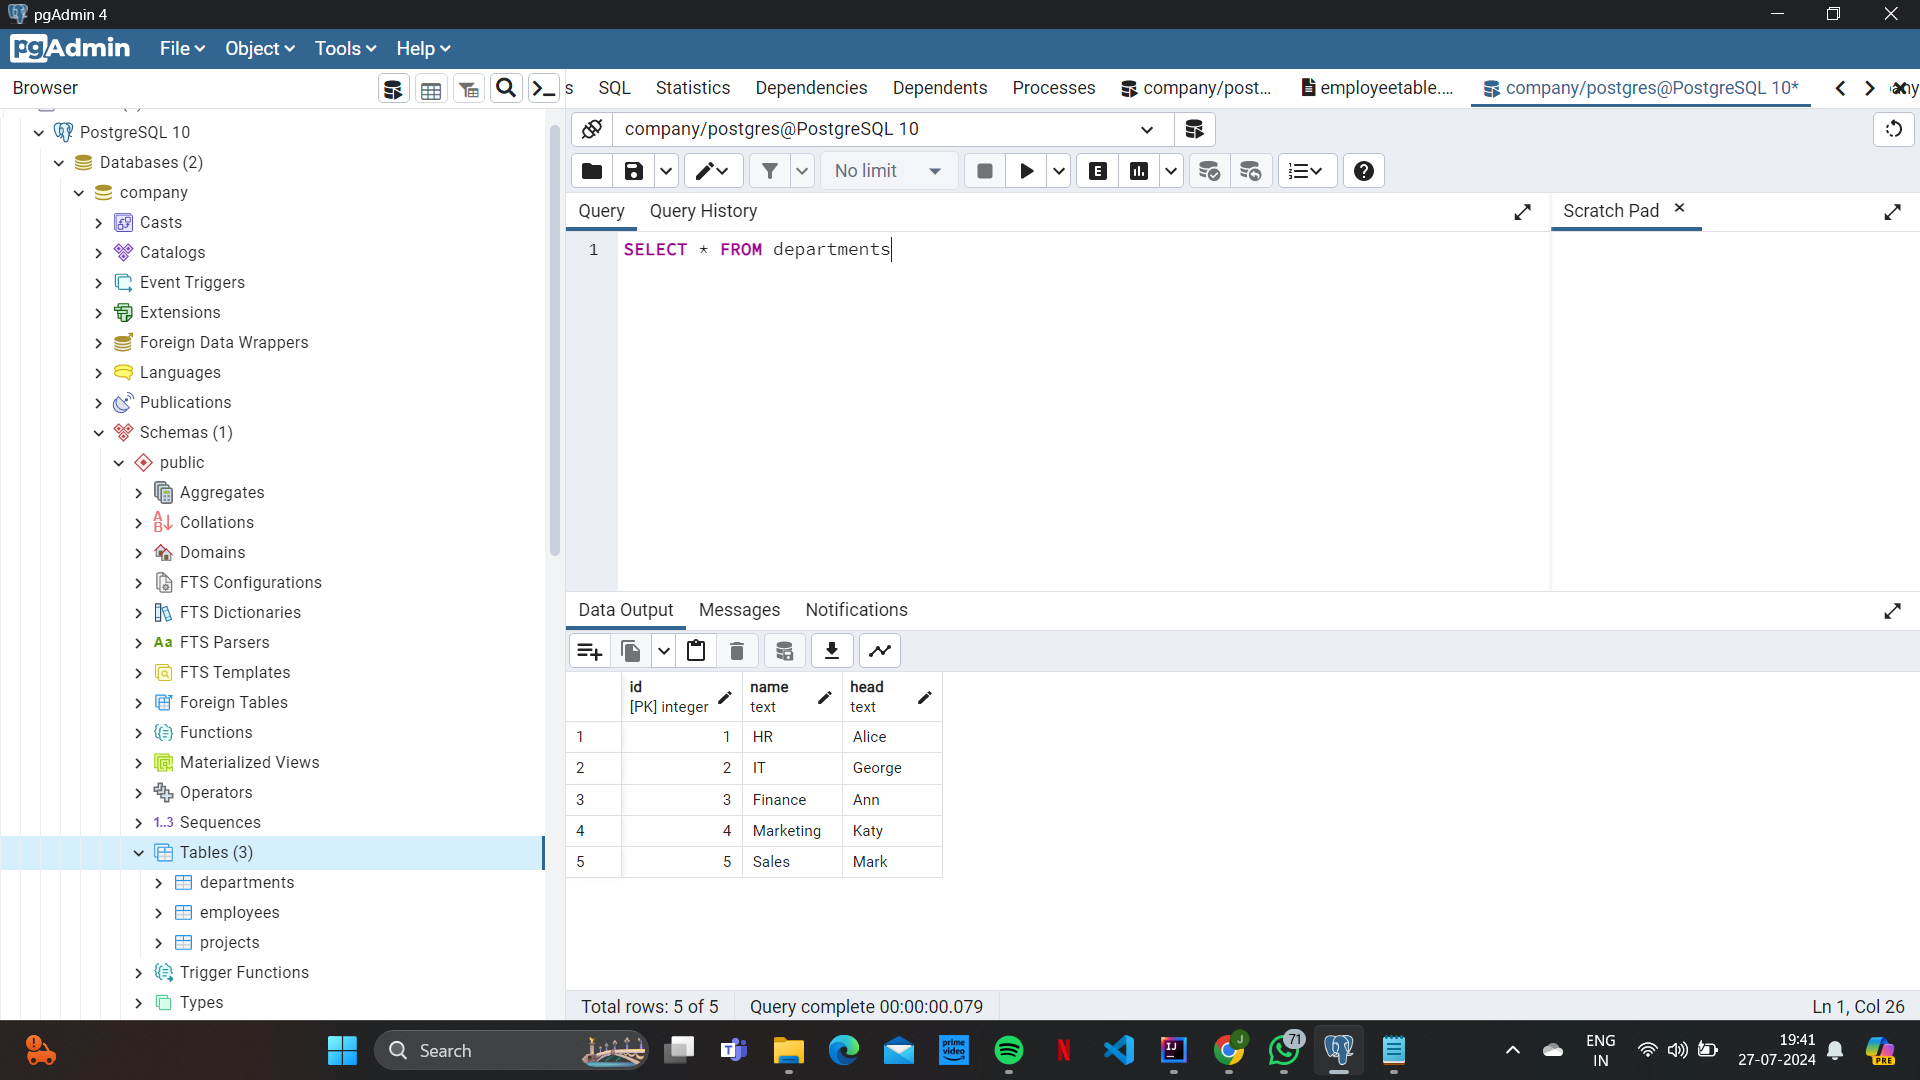 pgAdmin 4
pgAdmin File Object Tools Help
Browser
SQL Statistics Dependencies Dependents Processes company/post... employeetable.... company/postgres@PostgreSQL 10*
PostgreSQL 10
Databases (2)
company
Casts
Catalogs
Event Triggers
Extensions
Foreign Data Wrappers
Languages
Publications
Schemas (1)
public
Aggregates
Collations
Domains
FTS Configurations
FTS Dictionaries
Aa FTS Parsers
FTS Templates
Foreign Tables
Functions
Materialized Views
Operators
1..3 Sequences
Tables (3)
departments
employees
projects
Trigger Functions
Types
company/postgres@PostgreSQL 10
No limit E
Query Query History
Scratch Pad
1 SELECT * FROM departments
Data Output Messages Notifications
id name head
[PK] integer text text
1 1 HR Alice
2 2 IT George
3 3 Finance Ann
4 4 Marketing Katy
5 5 Sales Mark
Total rows: 5 of 5 Query complete 00:00:00.079 Ln 1, Col 26
Search
prime video
71
ENG
IN
19:41
27-07-2024
PRE